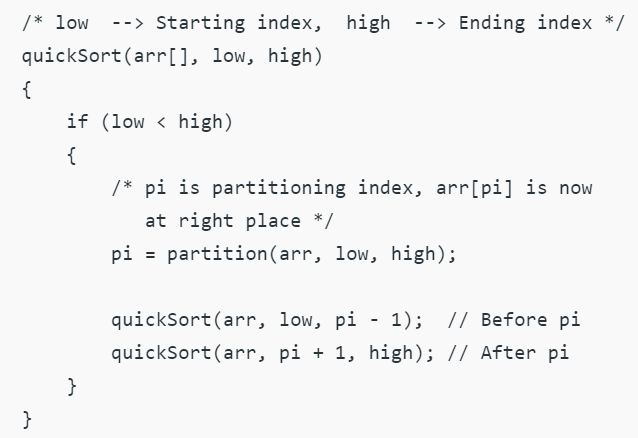 /* low  --> Starting index,  high  --> Ending index */
quickSort(arr[], low, high)
{
    if (low < high)
    {
        /* pi is partitioning index, arr[pi] is now
           at right place */
        pi = partition(arr, low, high);

        quickSort(arr, low, pi - 1);  // Before pi
        quickSort(arr, pi + 1, high); // After pi
    }
}